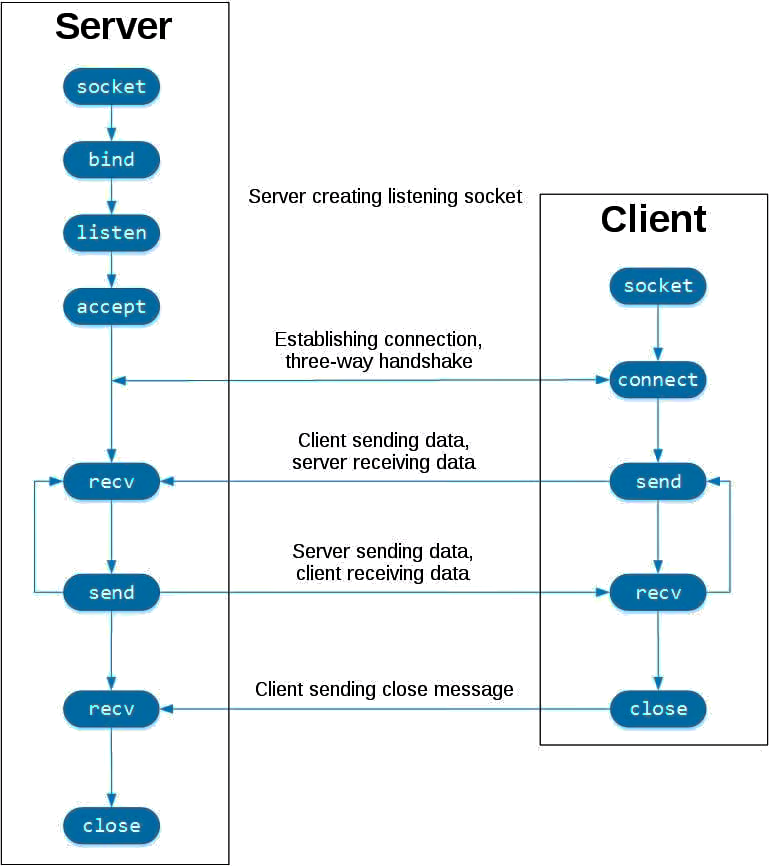 Server
socket
bind
listen
accept
recv
send
recv
close
Server creating listening socket
Establishing connection,
three-way handshake
Client sending data,
server receiving data
Server sending data,
client receiving data
Client sending close message
Client
socket
connect
send
recv
close